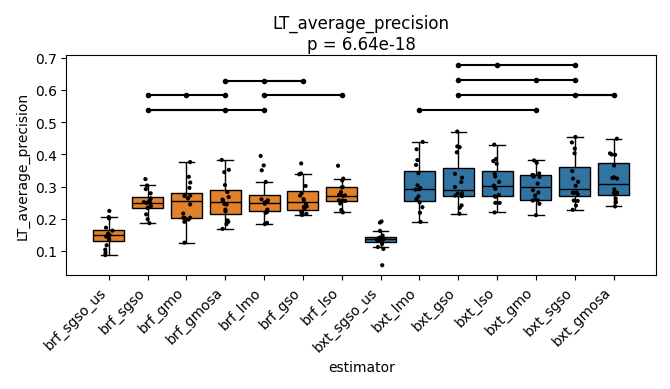 LT_average_precision
p = 6.64e-18
LT_average_precision
0.7
0.6
0.5
0.4
0.3
0.2
0.1
brf_sgso_us
brf_sgso
brf_gmo
brf_gmosa
brf_lmo
brf_gso
brf_lso
bxt_sgso_us
bxt_lmo
bxt_gso
bxt_lso
bxt_gmo
bxt_sgso
bxt_gmosa
estimator